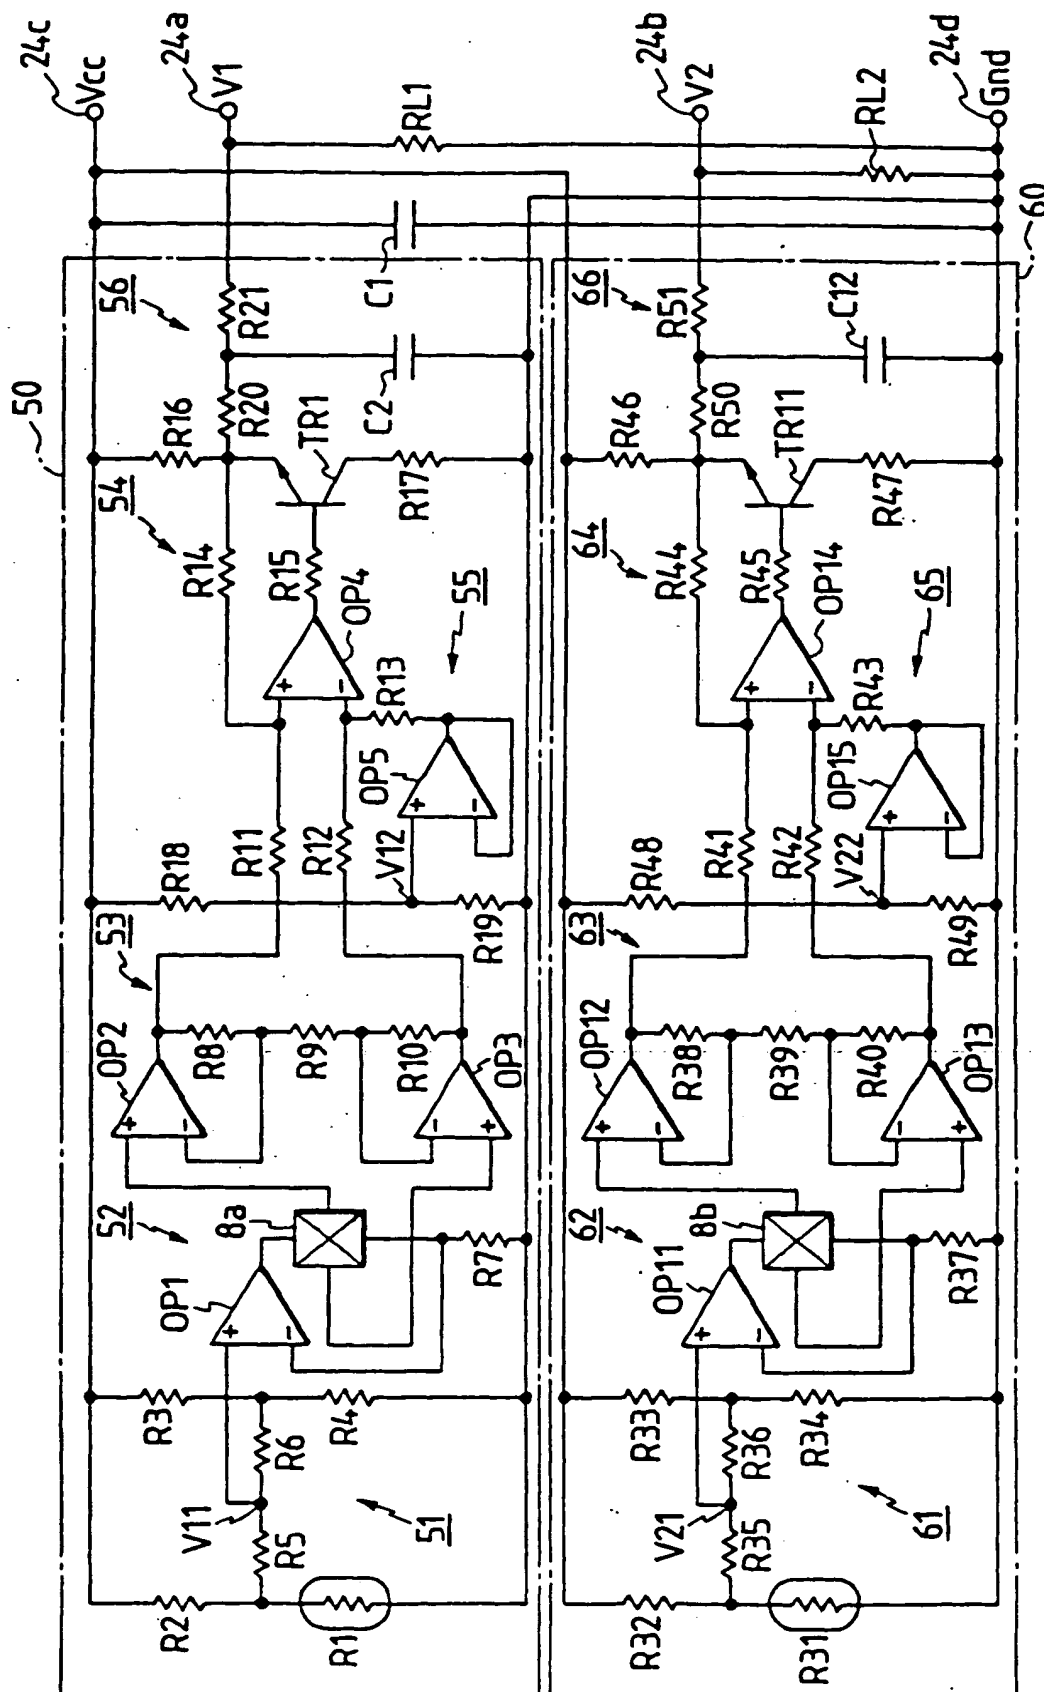 50
54
56
24c
Vcc
24a
V1
R16
R20
R21
R14
R15
TR1
R17
C2
C1
RL1
OP4
R13
55
OP5
R11
R12
V12
R18
R19
53
OP2
R8
R9
R10
OP3
52
8a
OP1
R7
R3
R4
R6
V11
R5
51
R2
R1
+
-
+
-
+
-
-
+
+
-
64
66
24b
V2
24d
Gnd
RL2
60
R46
R50
R51
R44
R45
TR11
R47
C12
OP14
R43
65
OP15
R41
R42
V22
R48
R49
63
OP12
R38
R39
R40
OP13
62
8b
OP11
R37
R33
R34
R36
V21
R35
61
R32
R31
+
-
+
-
+
-
-
+
+
-